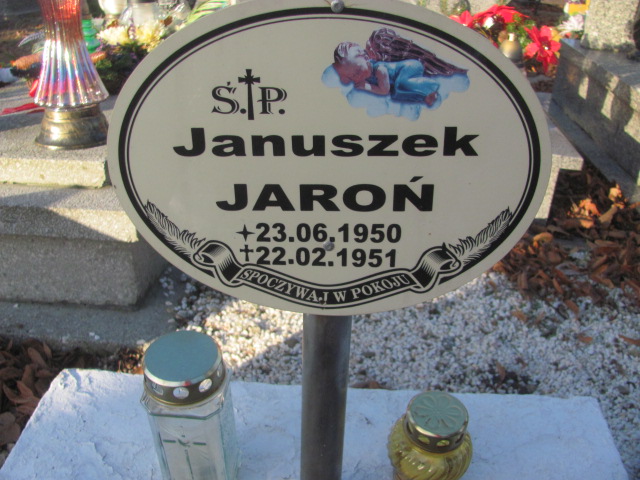 Ś.†P.
Januszek
JAROŃ
✦23.06.1950
†22.02.1951
SPOCZYWAJ W POKOJU